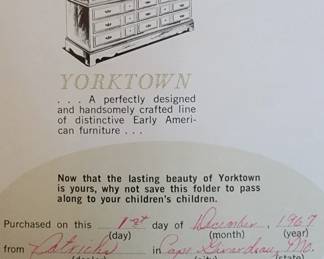 YORKTOWN
. . . A perfectly designed
and handsomely crafted line
of distinctive Early Ameri-
can furniture . . .
Now that the lasting beauty of Yorktown
is yours, why not save this folder to pass
along to your children's children.
Purchased on this 1st day of December, 1967
(day) (month) (year)
from in Cape Girardeau, Mo.
(state)